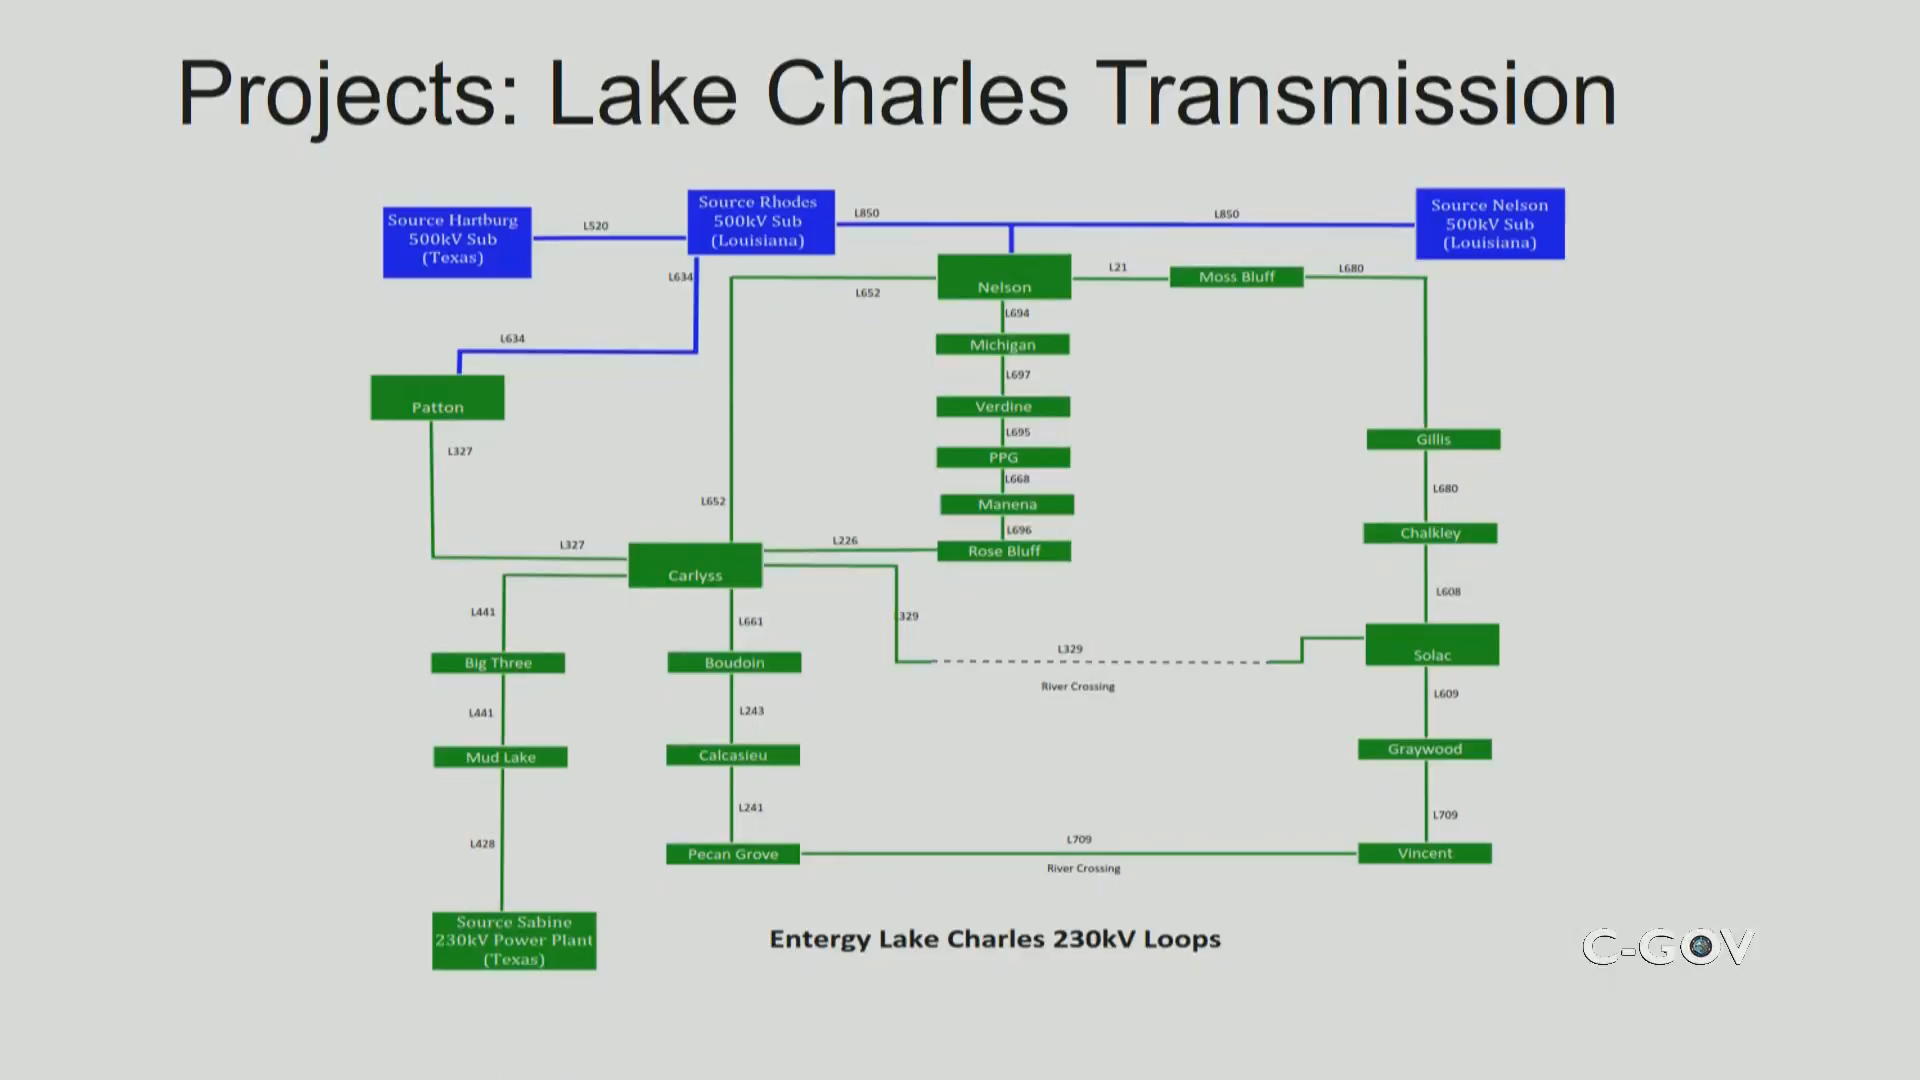 Projects: Lake Charles Transmission
Source Hartburg
500kV Sub
(Texas)
L520
Source Rhodes
500kV Sub
(Louisiana)
L850
L850
Source Nelson
500kV Sub
(Louisiana)
L634
L634
L652
Nelson
L21
Moss Bluff
L680
L694
Michigan
L697
Verdine
L695
PPG
L668
Manena
L696
Rose Bluff
Patton
L327
L327
L652
L226
Carlyss
Gillis
L680
Chalkley
L608
Solac
L441
L661
L329
L329
River Crossing
Big Three
Boudoin
L609
L441
L243
Graywood
Mud Lake
Calcasieu
L428
L241
L709
L709
Pecan Grove
River Crossing
Vincent
Source Sabine
230kV Power Plant
(Texas)
Entergy Lake Charles 230kV Loops
C-GOV